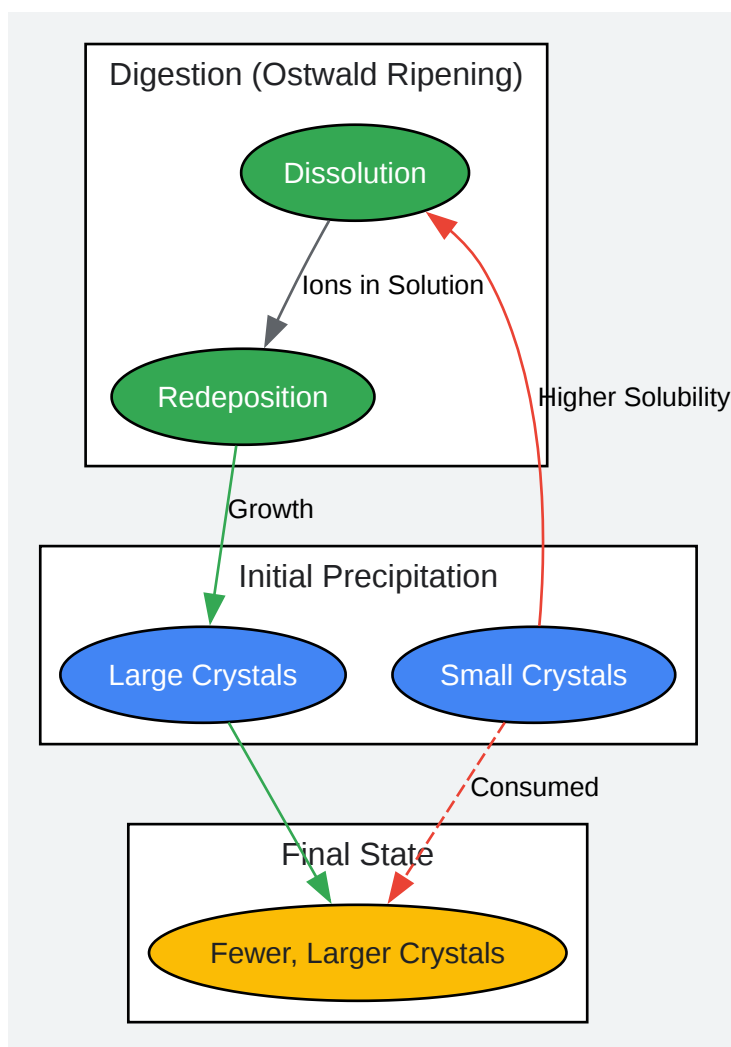 Digestion (Ostwald Ripening)
Dissolution
Ions in Solution
Redeposition
Higher Solubility
Growth
Initial Precipitation
Large Crystals
Small Crystals
Consumed
Final State
Fewer, Larger Crystals